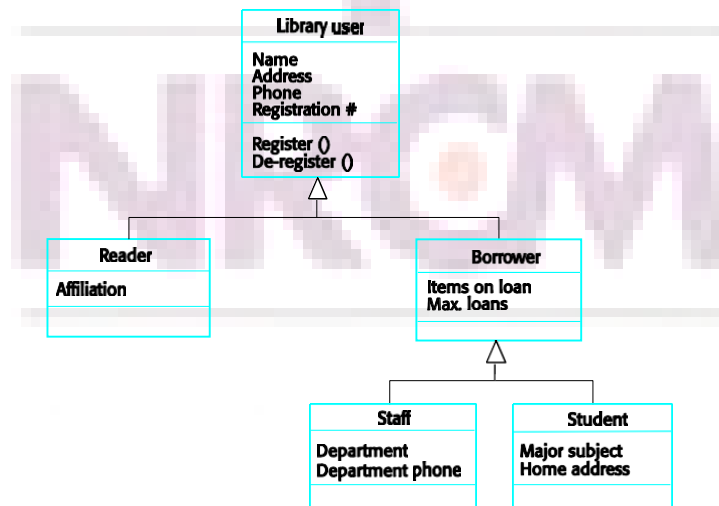 Library user
Name
Address
Phone
Registration #
Register ()
De-register ()
Reader
Affiliation
Borrower
Items on loan
Max. loans
Staff
Department
Department phone
Student
Major subject
Home address
NRCM